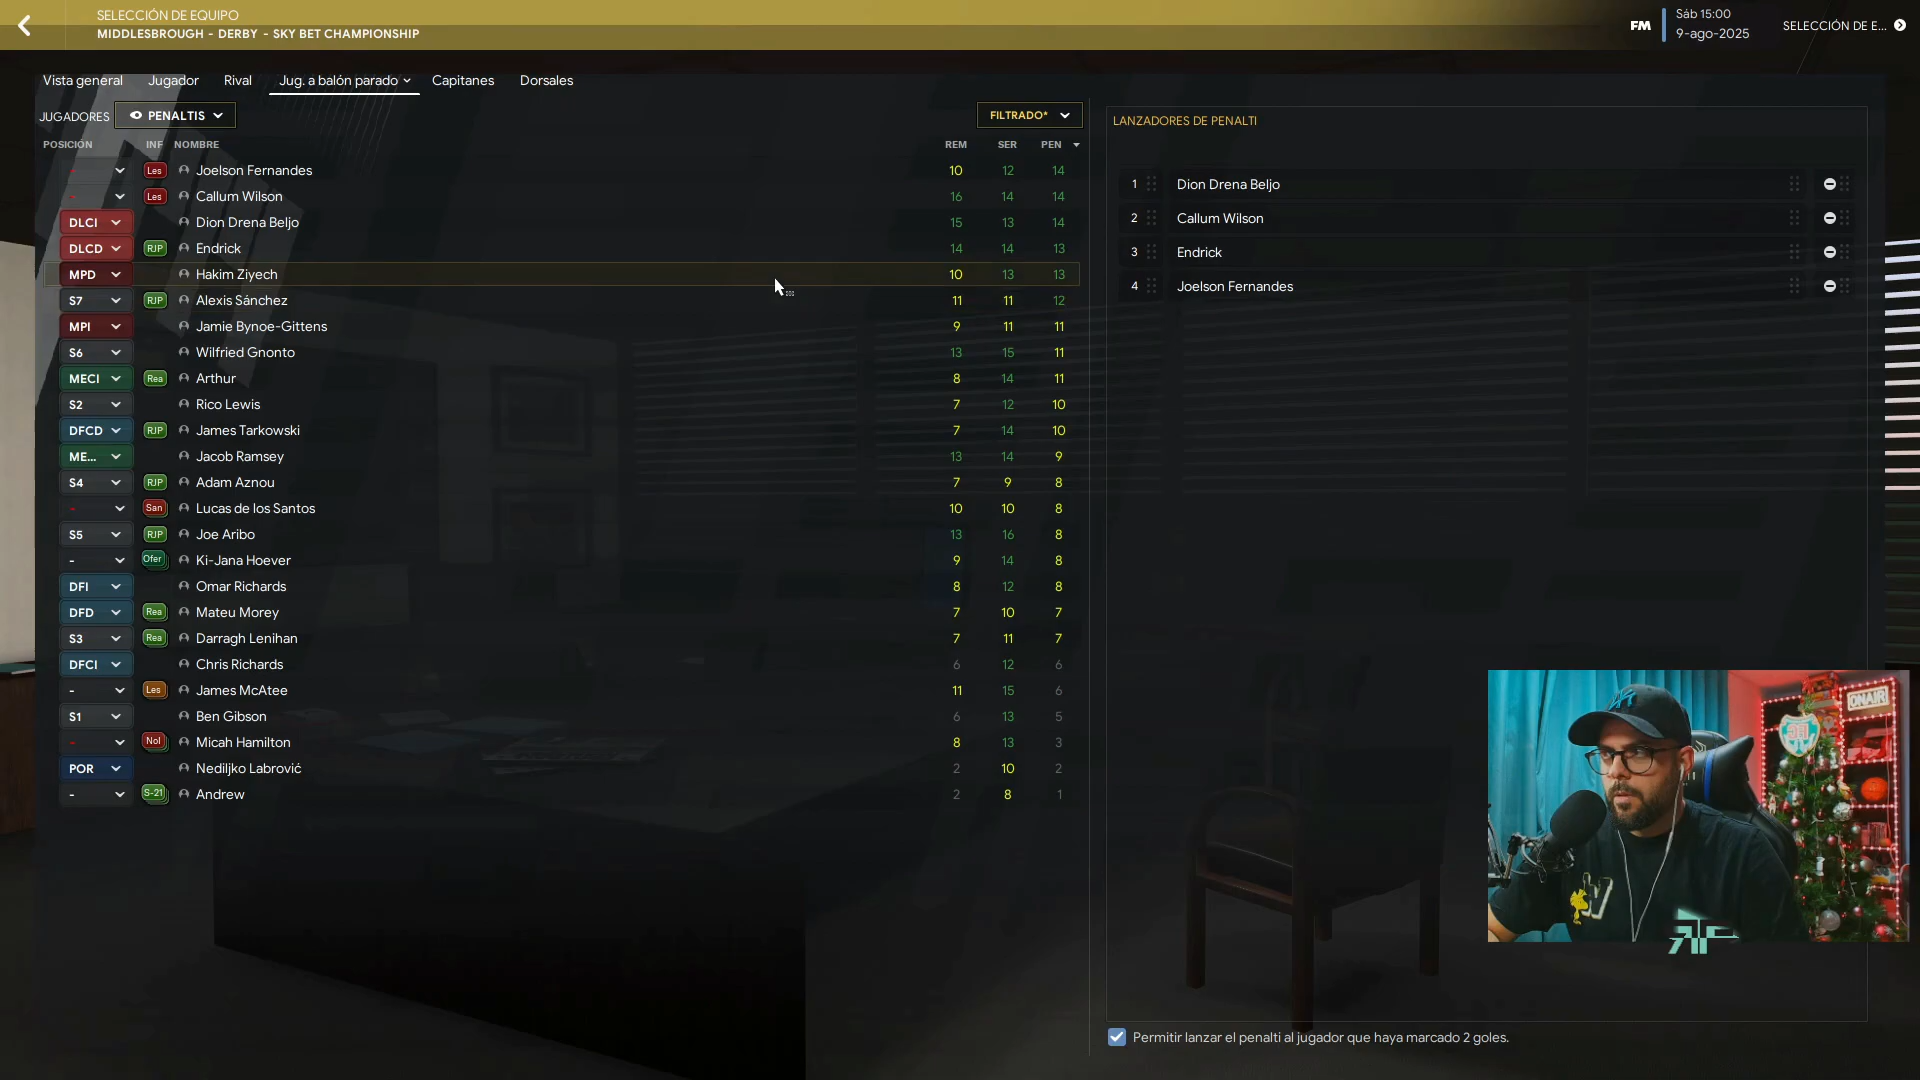 SELECCIÓN DE EQUIPO
MIDDLESBROUGH - DERBY - SKY BET CHAMPIONSHIP
FM
Sáb 15:00
9-ago-2025
SELECCIÓN DE E...
Vista general Jugador Rival Jug. a balón parado Capitanes Dorsales
JUGADORES PENALTIS FILTRADO*
POSICIÓN INF NOMBRE REM SER PEN
- Les Joelson Fernandes 10 12 14
- Les Callum Wilson 16 14 14
DLCI Dion Drena Beljo 15 13 14
DLCD RJP Endrick 14 14 13
MPD Hakim Ziyech 10 13 13
S7 RJP Alexis Sánchez 11 11 12
MPI Jamie Bynoe-Gittens 9 11 11
S6 Wilfried Gnonto 13 15 11
MECI Rea Arthur 8 14 11
S2 Rico Lewis 7 12 10
DFCD RJP James Tarkowski 7 14 10
ME... Jacob Ramsey 13 14 9
S4 RJP Adam Aznou 7 9 8
- San Lucas de los Santos 10 10 8
S5 RJP Joe Aribo 13 16 8
- Ofer Ki-Jana Hoever 9 14 8
DFI Omar Richards 8 12 8
DFD Rea Mateu Morey 7 10 7
S3 Rea Darragh Lenihan 7 11 7
DFCI Chris Richards 6 12 6
- Les James McAtee 11 15 6
S1 Ben Gibson 6 13 5
- Nol Micah Hamilton 8 13 3
POR Nediljko Labrović 2 10 2
- S-21 Andrew 2 8 1
LANZADORES DE PENALTI
1 Dion Drena Beljo
2 Callum Wilson
3 Endrick
4 Joelson Fernandes
ON AIR
Permitir lanzar el penalti al jugador que haya marcado 2 goles.